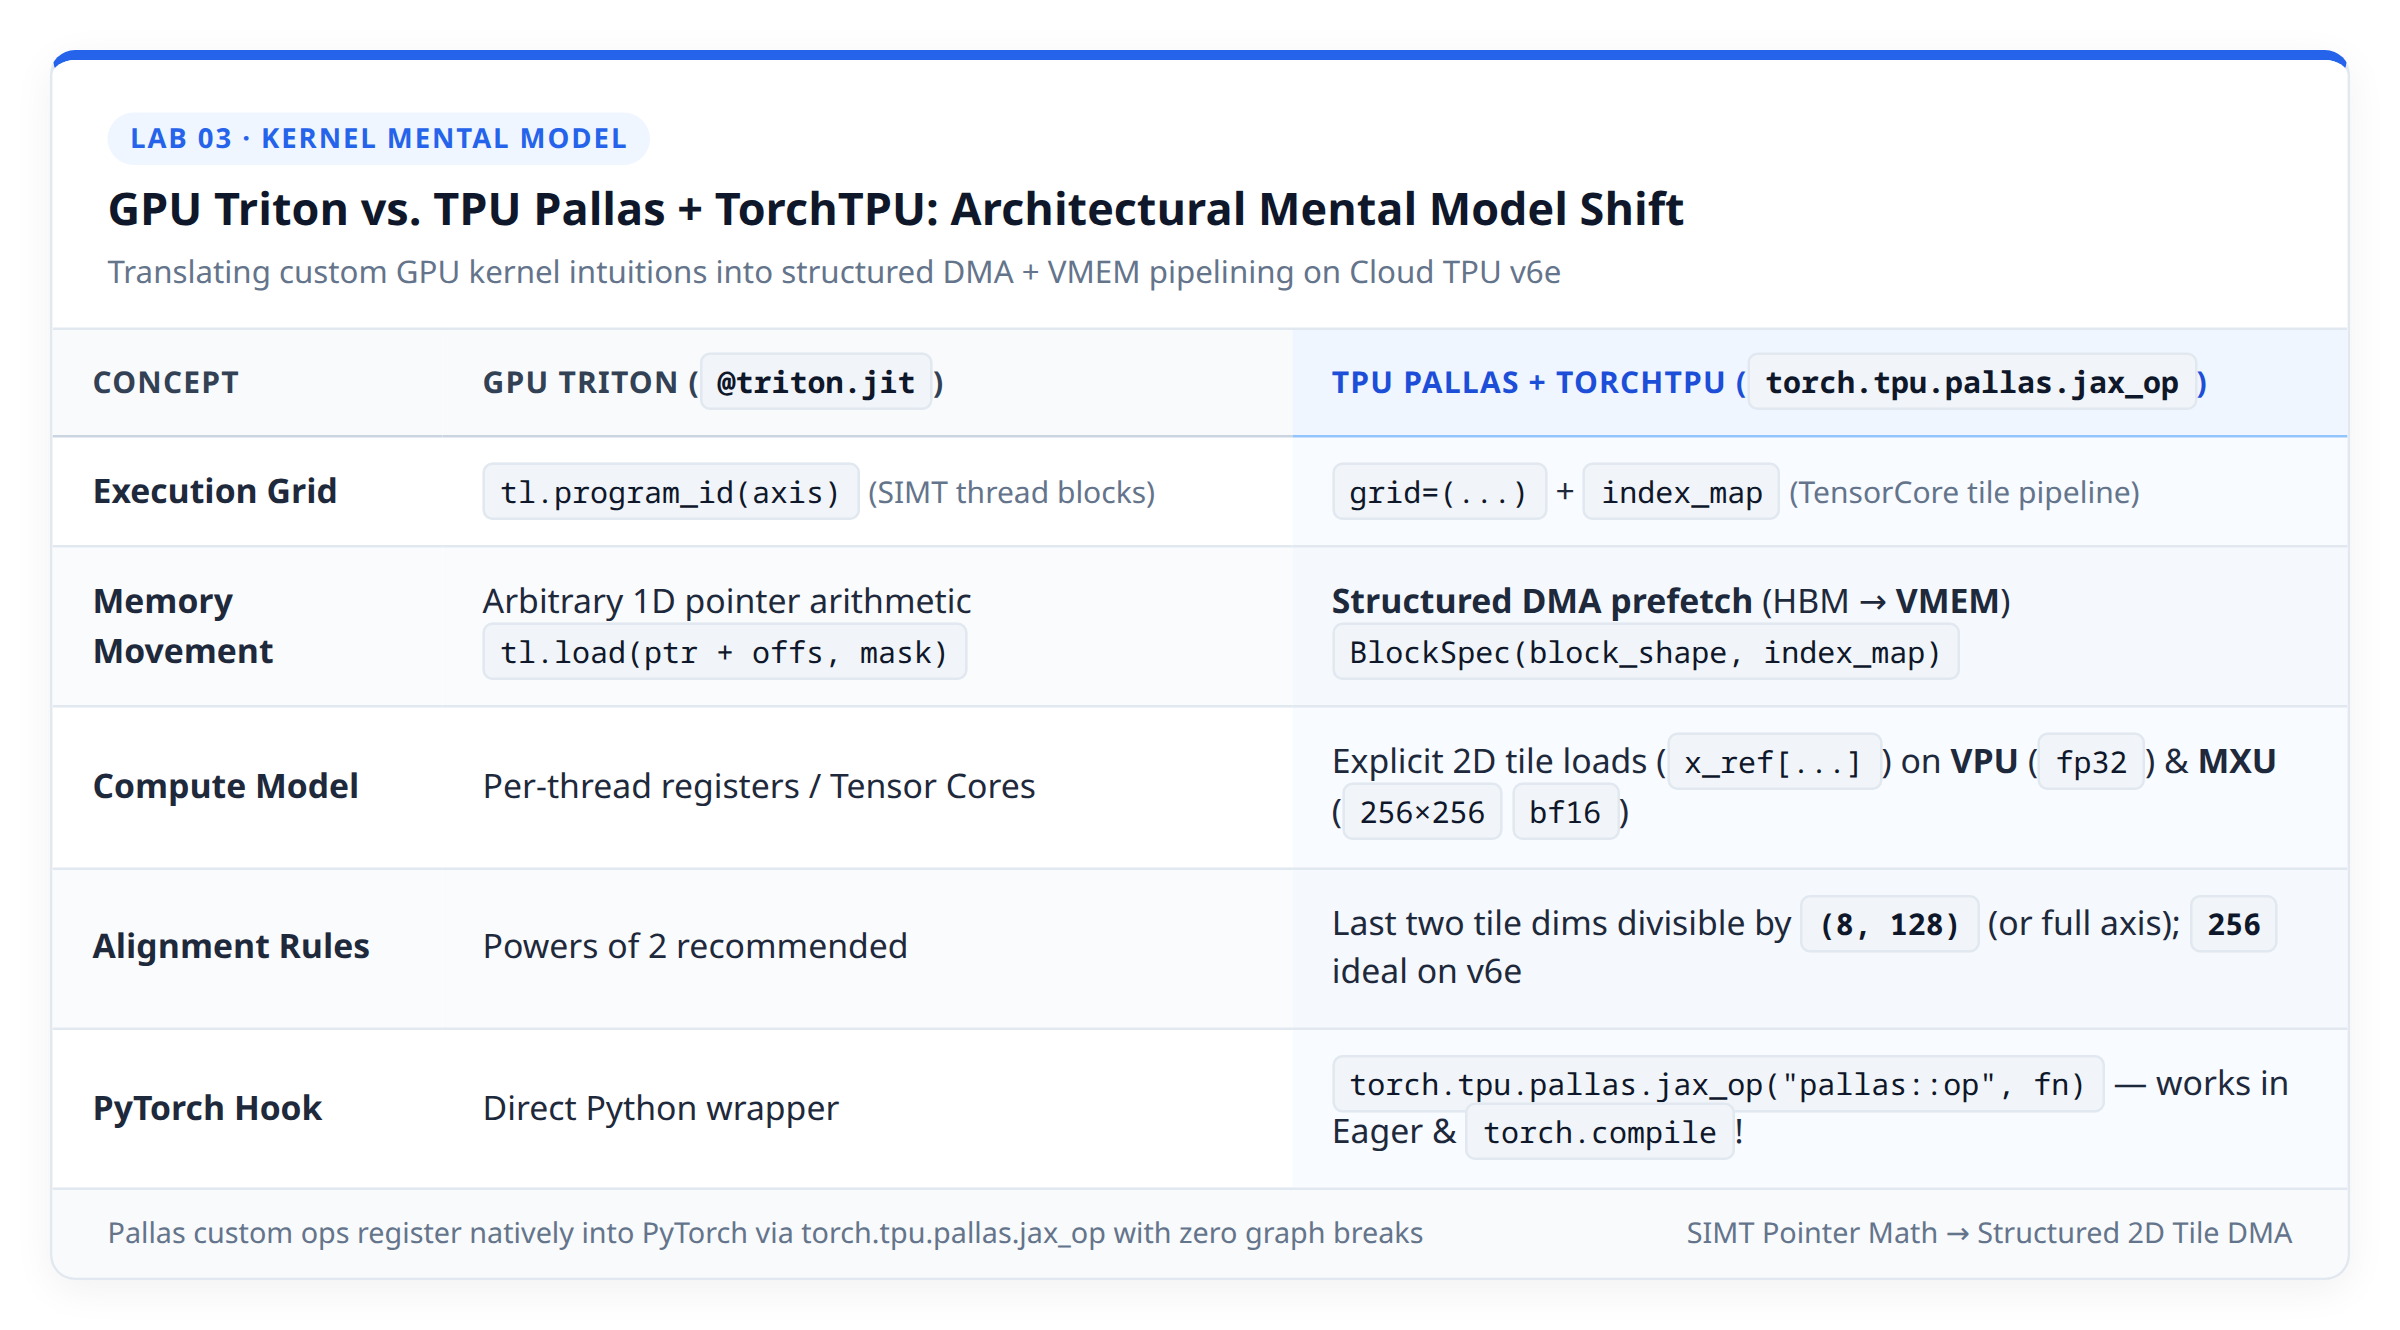 LAB 03 · KERNEL MENTAL MODEL
GPU Triton vs. TPU Pallas + TorchTPU: Architectural Mental Model Shift
Translating custom GPU kernel intuitions into structured DMA + VMEM pipelining on Cloud TPU v6e
CONCEPT
GPU TRITON (@triton.jit)
TPU PALLAS + TORCHTPU (torch.tpu.pallas.jax_op)
Execution Grid
tl.program_id(axis) (SIMT thread blocks)
grid=(...) + index_map (TensorCore tile pipeline)
Memory
Movement
Arbitrary 1D pointer arithmetic
tl.load(ptr + offs, mask)
Structured DMA prefetch (HBM → VMEM)
BlockSpec(block_shape, index_map)
Compute Model
Per-thread registers / Tensor Cores
Explicit 2D tile loads (x_ref[...]) on VPU (fp32) & MXU
(256×256 bf16)
Alignment Rules
Powers of 2 recommended
Last two tile dims divisible by (8, 128) (or full axis); 256
ideal on v6e
PyTorch Hook
Direct Python wrapper
torch.tpu.pallas.jax_op("pallas::op", fn) — works in
Eager & torch.compile!
Pallas custom ops register natively into PyTorch via torch.tpu.pallas.jax_op with zero graph breaks
SIMT Pointer Math → Structured 2D Tile DMA